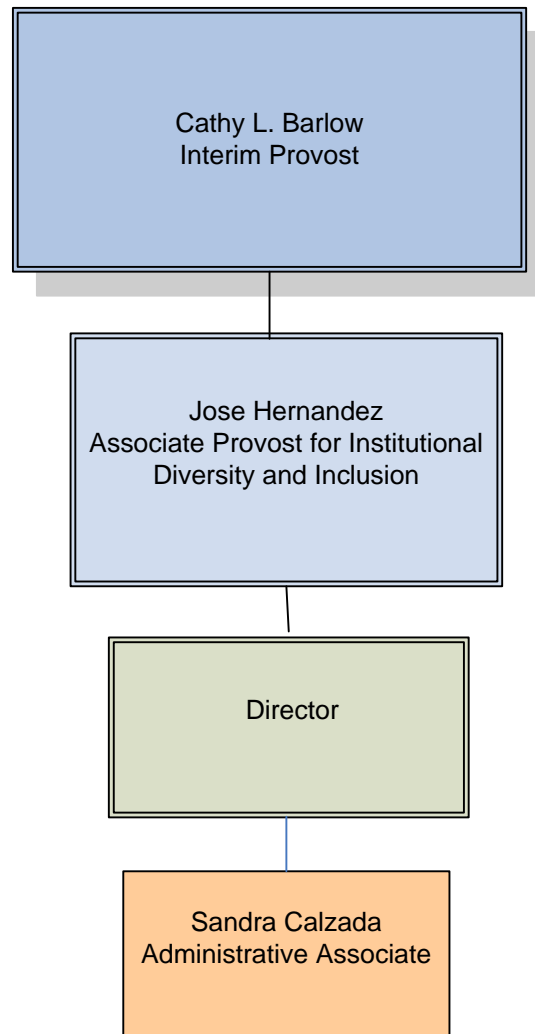 Cathy L. Barlow
Interim Provost
Jose Hernandez
Associate Provost for Institutional
Diversity and Inclusion
Director
Sandra Calzada
Administrative Associate